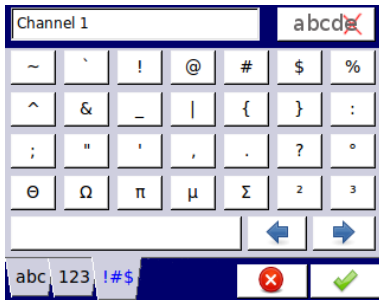 Channel 1 abcde
~ ` ! @ # $ %
^ & _ | { } :
; " ' , . ? °
Θ Ω π µ Σ ² ³
abc 123 !#$